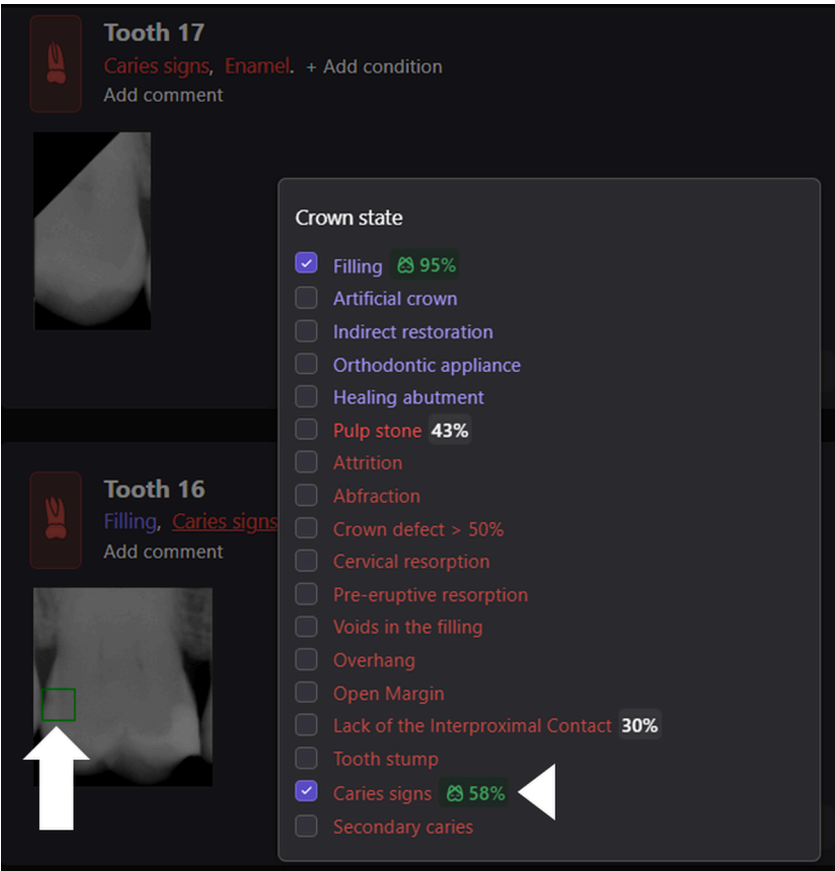 Tooth 17
Caries signs, Enamel. + Add condition
Add comment
Crown state
Filling 95%
Artificial crown
Indirect restoration
Orthodontic appliance
Healing abutment
Pulp stone 43%
Attrition
Abfraction
Crown defect > 50%
Cervical resorption
Pre-eruptive resorption
Voids in the filling
Overhang
Open Margin
Lack of the Interproximal Contact 30%
Tooth stump
Caries signs 58%
Secondary caries
Tooth 16
Filling, Caries signs
Add comment